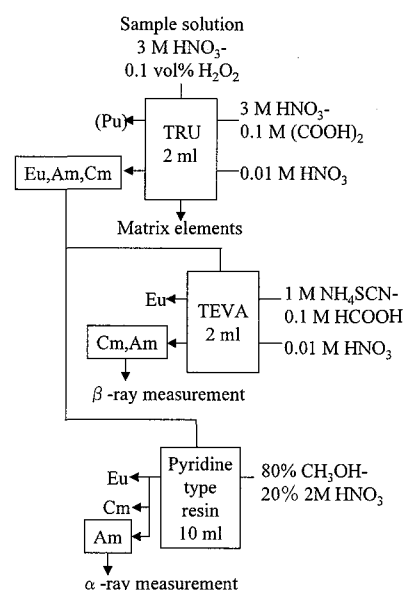 Sample solution
3 M HNO₃-
0.1 vol% H₂O₂
(Pu)
TRU
2 ml
3 M HNO₃-
0.1 M (COOH)₂
Eu,Am,Cm
0.01 M HNO₃
Matrix elements
Eu
TEVA
2 ml
1 M NH₄SCN-
0.1 M HCOOH
Cm,Am
0.01 M HNO₃
β-ray measurement
Eu
Cm
Am
Pyridine
type
resin
10 ml
80% CH₃OH-
20% 2M HNO₃
α-ray measurement